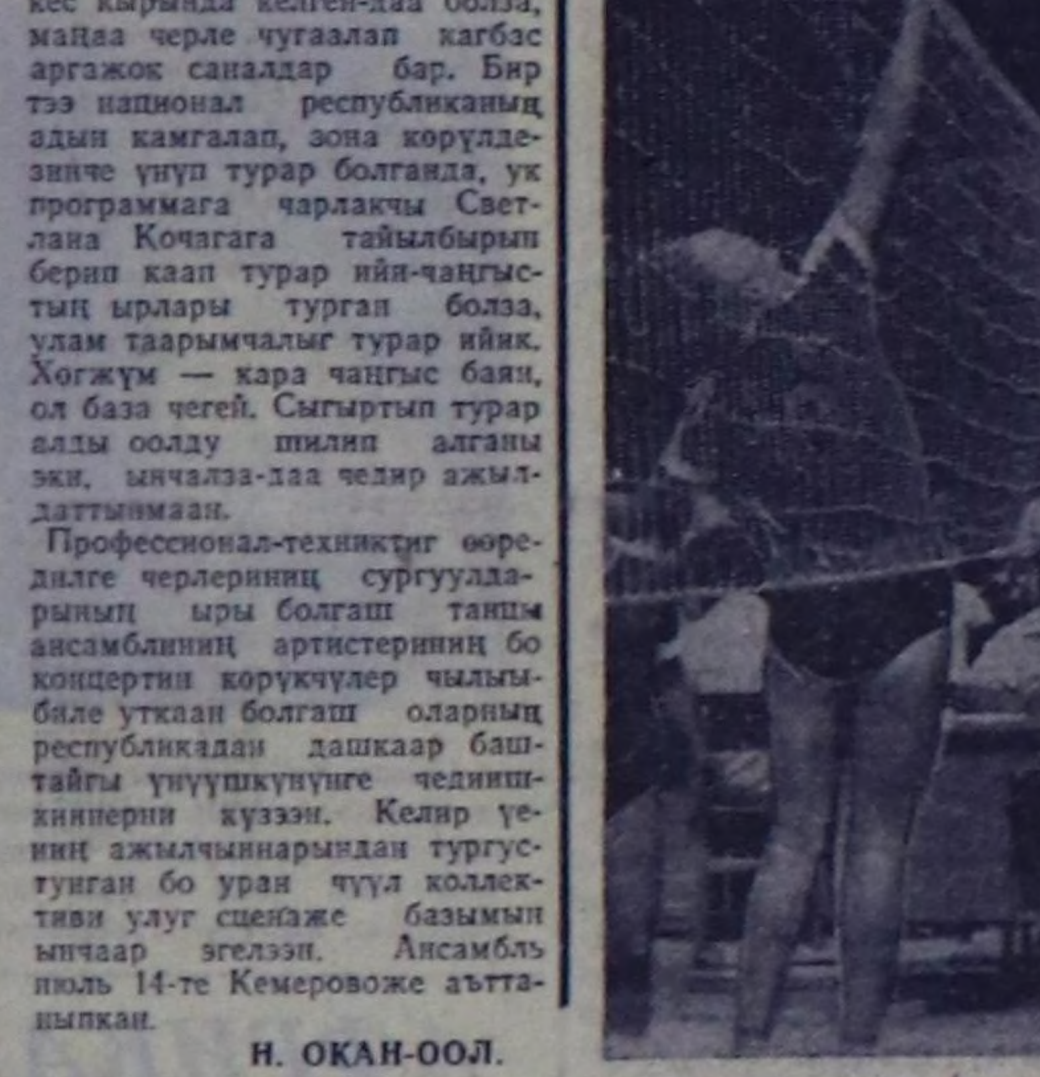 кес кырында келген-даа болза,
маңаа черле чугаалап кагбас
аргажок саналдар бар. Бир
тээ национал республиканың
адын камгалап, зона көрүлде-
зинче үнүп турар болганда, ук
программага чарлакчы Свет-
лана Кочагага тайылбырын
берип каап турар ийи-чаңгыс-
тың ырлары турган болза,
улам таарымчалыг турар ийик.
Хөгжүм — кара чаңгыс баян,
ол база чегей. Сыгыртып турар
алды оолду шилип алганы
эки, ынчалза-даа чедир ажыл-
даттынмаан.
Профессионал-техниктиг өөре-
дилге черлериниң сургуулда-
рының ыры болгаш танцы
ансамблиниң артистериниң бо
концертин көрүкчүлер чылыы-
биле уткаан болгаш оларның
республикадан дашкаар баш-
тайгы үнүүшкүнүнге чедииш-
киннерни күзээн. Келир үе-
ниң ажылчыннарындан тургус-
тунган бо уран чүүл коллек-
тиви улуг сценаже базымын
ынчаар эгелээн. Ансамбль
июль 14-те Кемеровоже аътта-
ныпкан.
Н. ОКАН-ООЛ.